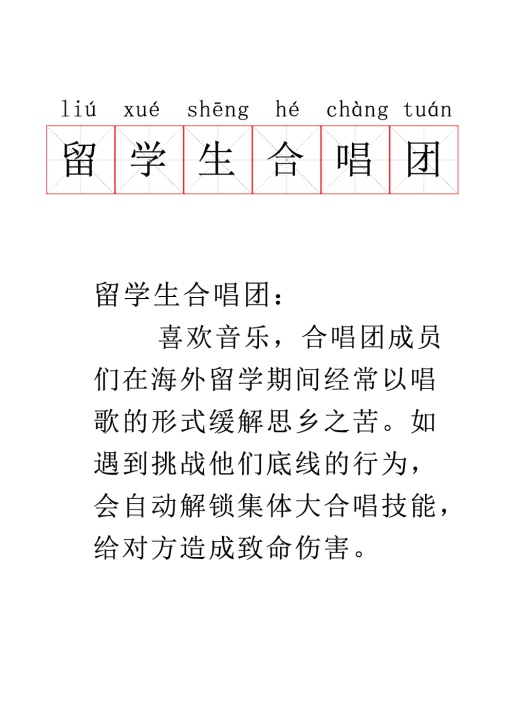 liú xué shēng hé chàng tuán
留学生合唱团
留学生合唱团：
喜欢音乐，合唱团成员
们在海外留学期间经常以唱
歌的形式缓解思乡之苦。如
遇到挑战他们底线的行为，
会自动解锁集体大合唱技能，
给对方造成致命伤害。